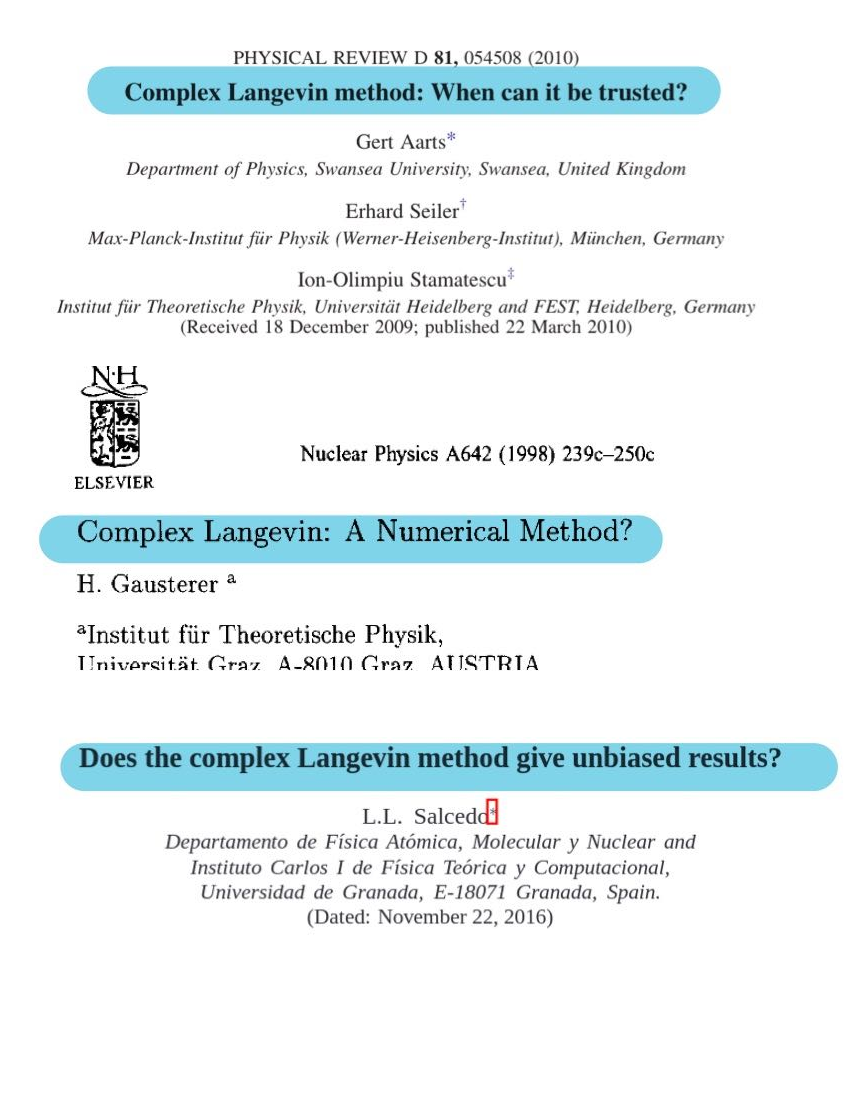 PHYSICAL REVIEW D 81, 054508 (2010)
Complex Langevin method: When can it be trusted?
Gert Aarts*
Department of Physics, Swansea University, Swansea, United Kingdom
Erhard Seiler†
Max-Planck-Institut für Physik (Werner-Heisenberg-Institut), München, Germany
Ion-Olimpiu Stamatescu‡
Institut für Theoretische Physik, Universität Heidelberg and FEST, Heidelberg, Germany
(Received 18 December 2009; published 22 March 2010)
N·H
ELSEVIER
Nuclear Physics A642 (1998) 239c–250c
Complex Langevin: A Numerical Method?
H. Gausterer a
aInstitut für Theoretische Physik,
Universität Graz, A-8010 Graz, AUSTRIA
Does the complex Langevin method give unbiased results?
L.L. Salcedo*
Departamento de Física Atómica, Molecular y Nuclear and
Instituto Carlos I de Física Teórica y Computacional,
Universidad de Granada, E-18071 Granada, Spain.
(Dated: November 22, 2016)